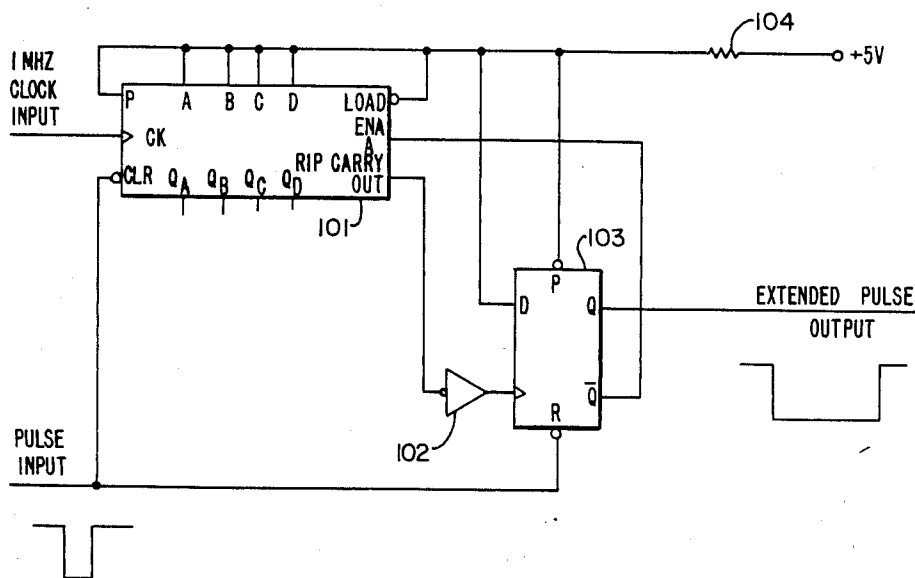 104
+5V
1 MHZ
CLOCK
INPUT
P A B C D LOAD
ENA
A
CK
RIP CARRY
OUT
CLR QA QB QC QD
101
103
P
D Q
EXTENDED PULSE
OUTPUT
Q̅
R
102
PULSE
INPUT